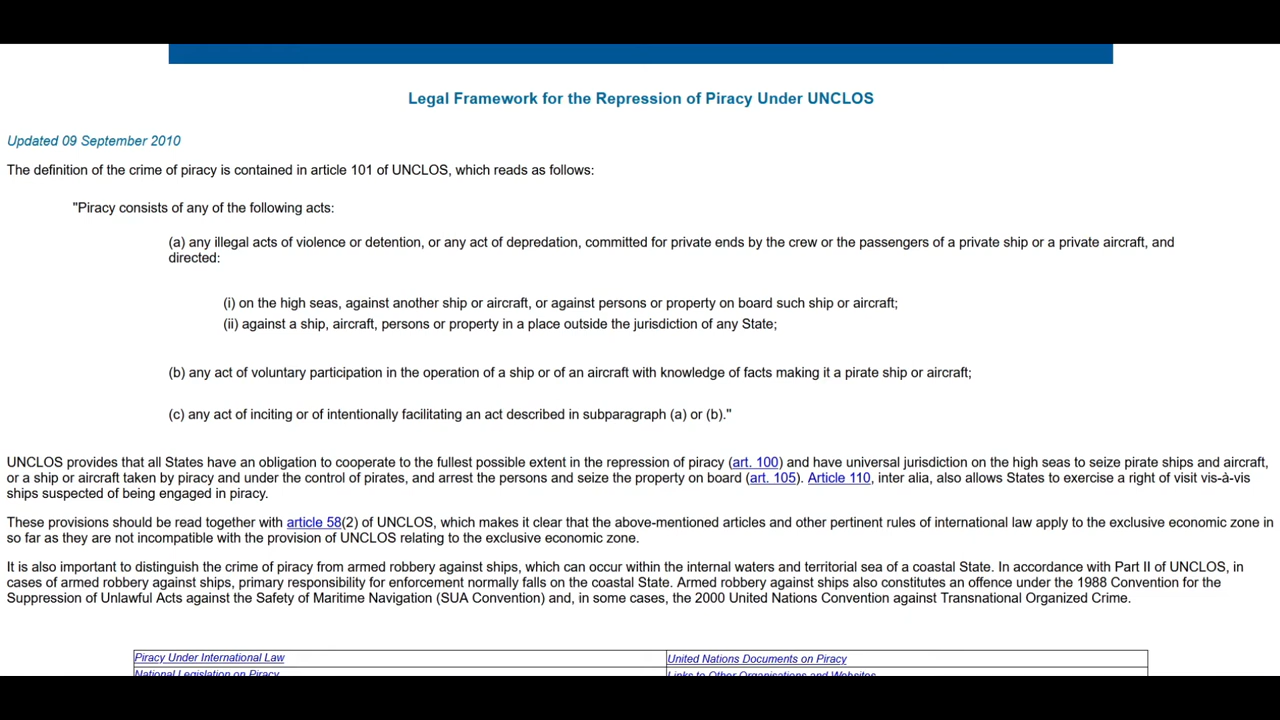 Legal Framework for the Repression of Piracy Under UNCLOS
Updated 09 September 2010
The definition of the crime of piracy is contained in article 101 of UNCLOS, which reads as follows:
"Piracy consists of any of the following acts:
(a) any illegal acts of violence or detention, or any act of depredation, committed for private ends by the crew or the passengers of a private ship or a private aircraft, and
directed:
(i) on the high seas, against another ship or aircraft, or against persons or property on board such ship or aircraft;
(ii) against a ship, aircraft, persons or property in a place outside the jurisdiction of any State;
(b) any act of voluntary participation in the operation of a ship or of an aircraft with knowledge of facts making it a pirate ship or aircraft;
(c) any act of inciting or of intentionally facilitating an act described in subparagraph (a) or (b)."
UNCLOS provides that all States have an obligation to cooperate to the fullest possible extent in the repression of piracy (art. 100) and have universal jurisdiction on the high seas to seize pirate ships and aircraft,
or a ship or aircraft taken by piracy and under the control of pirates, and arrest the persons and seize the property on board (art. 105). Article 110, inter alia, also allows States to exercise a right of visit vis-à-vis
ships suspected of being engaged in piracy.
These provisions should be read together with article 58(2) of UNCLOS, which makes it clear that the above-mentioned articles and other pertinent rules of international law apply to the exclusive economic zone in
so far as they are not incompatible with the provision of UNCLOS relating to the exclusive economic zone.
It is also important to distinguish the crime of piracy from armed robbery against ships, which can occur within the internal waters and territorial sea of a coastal State. In accordance with Part II of UNCLOS, in
cases of armed robbery against ships, primary responsibility for enforcement normally falls on the coastal State. Armed robbery against ships also constitutes an offence under the 1988 Convention for the
Suppression of Unlawful Acts against the Safety of Maritime Navigation (SUA Convention) and, in some cases, the 2000 United Nations Convention against Transnational Organized Crime.
Piracy Under International Law
United Nations Documents on Piracy
National Legislation on Piracy
Links to Other Organisations and Websites